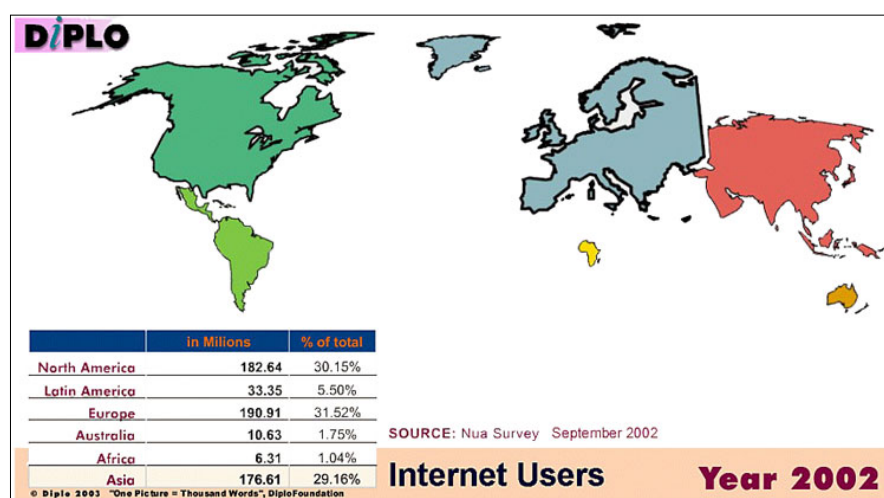 DiPLO
in Milions % of total
North America 182.64 30.15%
Latin America 33.35 5.50%
Europe 190.91 31.52%
Australia 10.63 1.75%
Africa 6.31 1.04%
Asia 176.61 29.16%
SOURCE: Nua Survey September 2002
Internet Users Year 2002
© Diplo 2003 "One Picture = Thousand Words", DiploFoundation